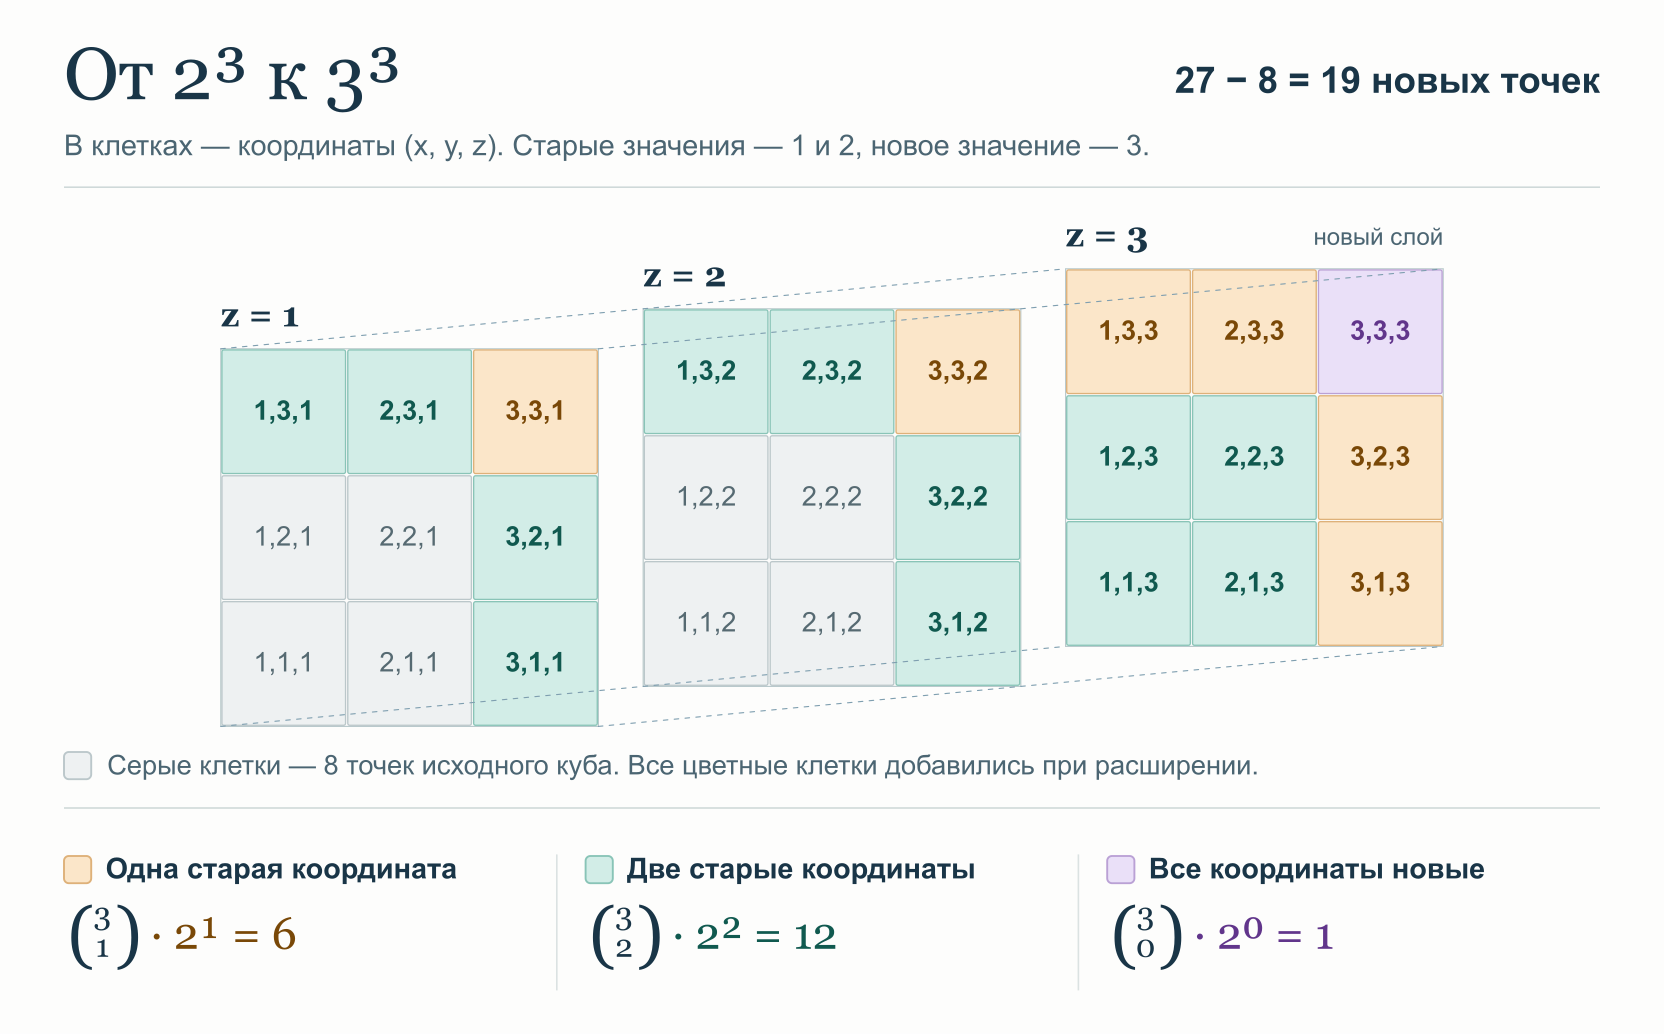 От 2³ к 3³
27 − 8 = 19 новых точек
В клетках — координаты (x, y, z). Старые значения — 1 и 2, новое значение — 3.
z = 1
1,3,1 2,3,1 3,3,1
1,2,1 2,2,1 3,2,1
1,1,1 2,1,1 3,1,1
z = 2
1,3,2 2,3,2 3,3,2
1,2,2 2,2,2 3,2,2
1,1,2 2,1,2 3,1,2
z = 3 новый слой
1,3,3 2,3,3 3,3,3
1,2,3 2,2,3 3,2,3
1,1,3 2,1,3 3,1,3
Серые клетки — 8 точек исходного куба. Все цветные клетки добавились при расширении.
Одна старая координата
(3 1) · 2¹ = 6
Две старые координаты
(3 2) · 2² = 12
Все координаты новые
(3 0) · 2⁰ = 1